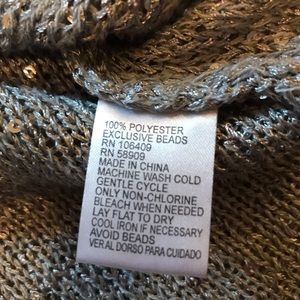 100% POLYESTER
EXCLUSIVE BEADS
RN 106409
RN 58909
MADE IN CHINA
MACHINE WASH COLD
GENTLE CYCLE
ONLY NON-CHLORINE
BLEACH WHEN NEEDED
LAY FLAT TO DRY
COOL IRON IF NECESSARY
AVOID BEADS
VER AL DORSO PARA CUIDADO